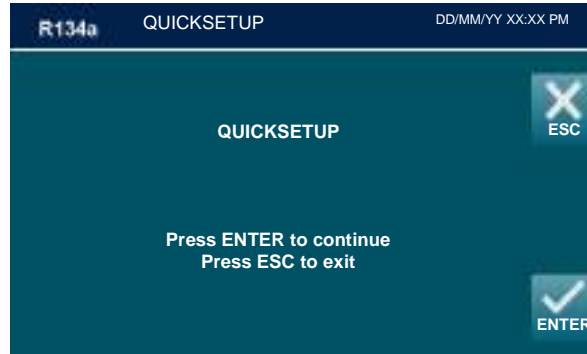 R134a QUICKSETUP DD/MM/YY XX:XX PM
ESC
QUICKSETUP
Press ENTER to continue
Press ESC to exit
ENTER